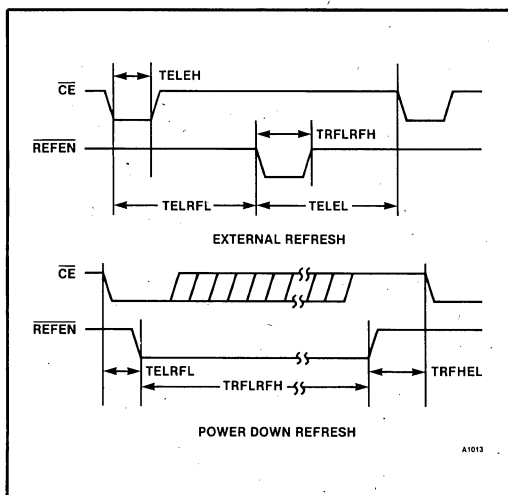 TELEH
CE
TRFLRFH
REFEN
TELRFL TELEL
EXTERNAL REFRESH
CE
REFEN
TELRFL TRFLRFH TRFHEL
POWER DOWN REFRESH
A1013